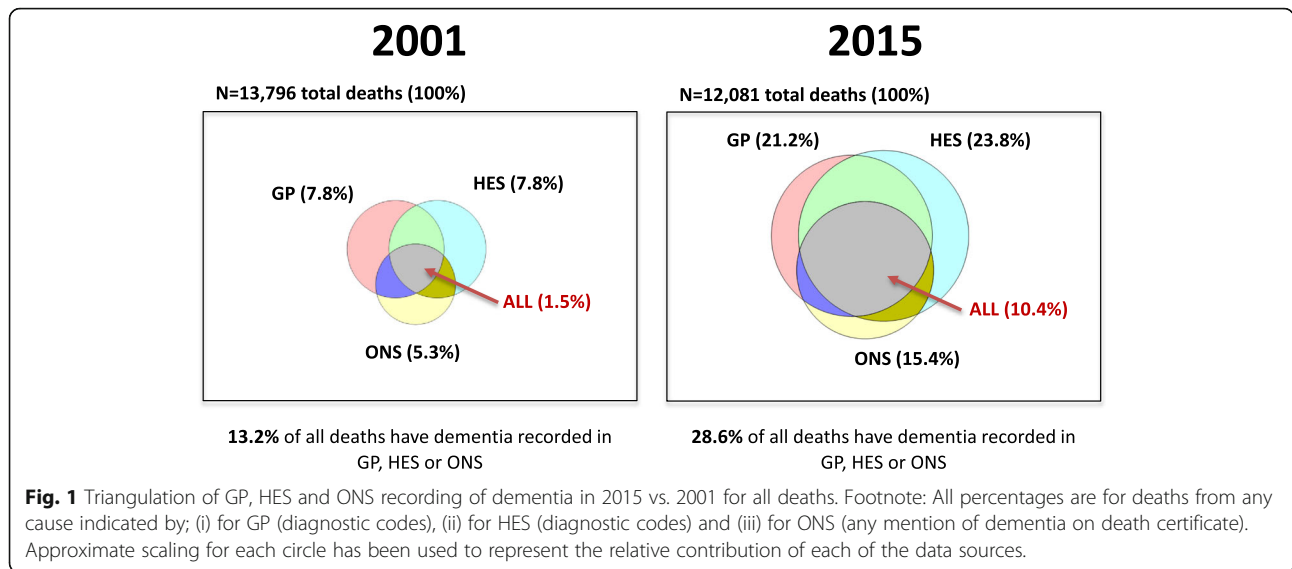 2001
N=13,796 total deaths (100%)
GP (7.8%)
HES (7.8%)
ALL (1.5%)
ONS (5.3%)
13.2% of all deaths have dementia recorded in
GP, HES or ONS
2015
N=12,081 total deaths (100%)
GP (21.2%)
HES (23.8%)
ALL (10.4%)
ONS (15.4%)
28.6% of all deaths have dementia recorded in
GP, HES or ONS
Fig. 1 Triangulation of GP, HES and ONS recording of dementia in 2015 vs. 2001 for all deaths. Footnote: All percentages are for deaths from any
cause indicated by; (i) for GP (diagnostic codes), (ii) for HES (diagnostic codes) and (iii) for ONS (any mention of dementia on death certificate).
Approximate scaling for each circle has been used to represent the relative contribution of each of the data sources.